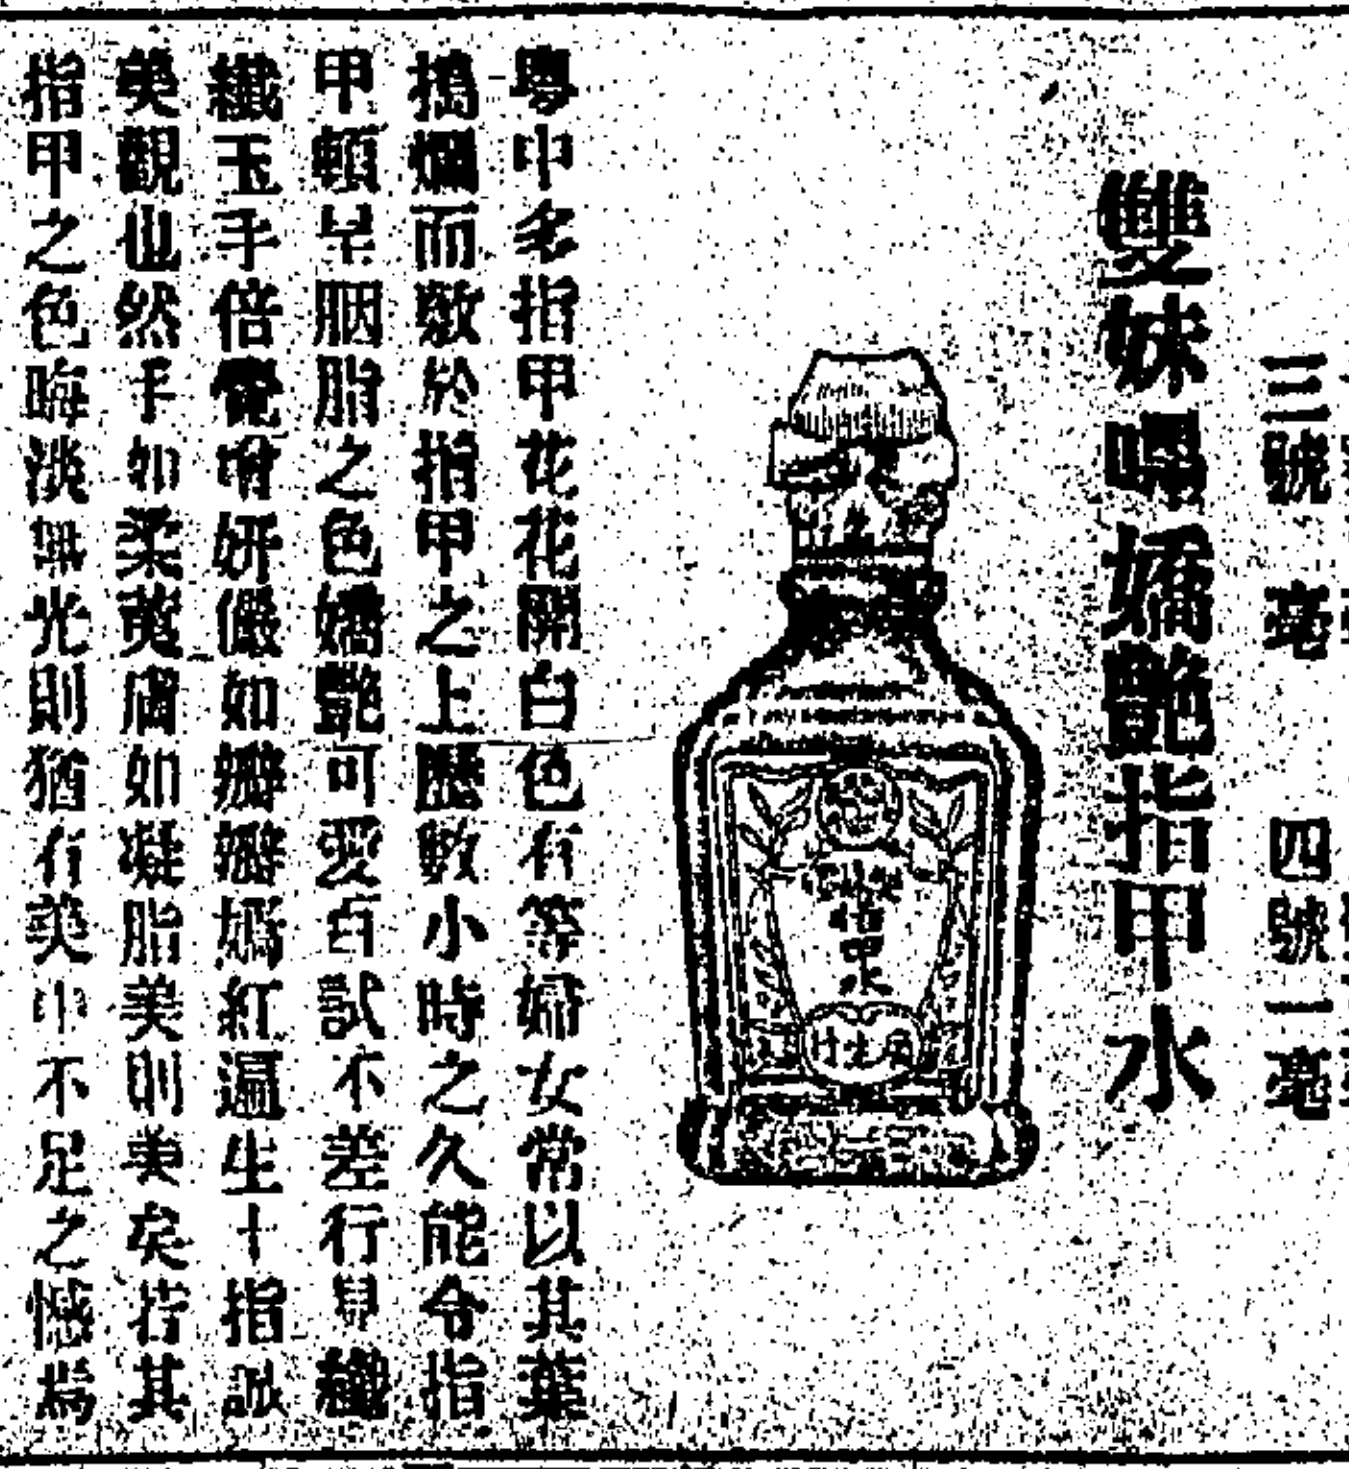 三號 毫 四號一毫
雙妹嘜嬌艷指甲水
指甲水
粵中多指甲花花開白色有等婦女常以其葉
搗爛而敷於指甲之上歷數小時之久能令指
甲頓呈胭脂之色嬌艷可愛百試不差行見纖
纖玉手倍覺增妍儼如瓣瓣嫣紅遍生十指誠
美觀也然手如柔荑膚如凝脂美則美矣若其
指甲之色晦淡無光則猶有美中不足之憾焉